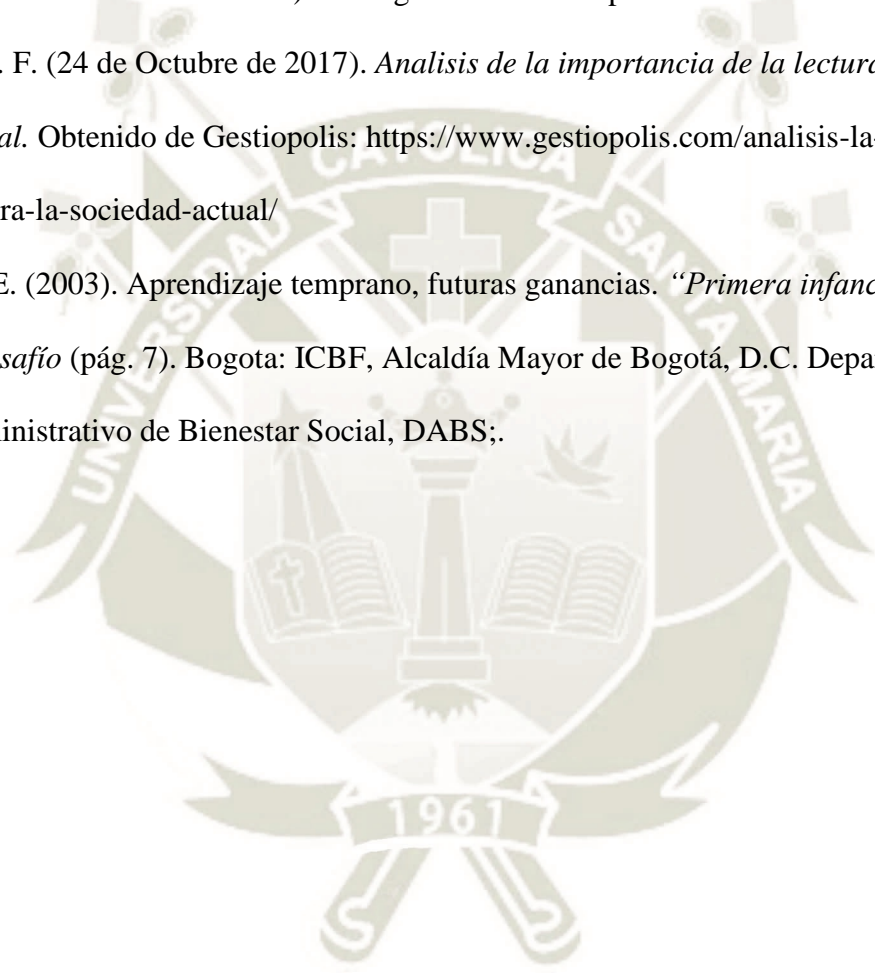 . F. (24 de Octubre de 2017). Analisis de la importancia de la lectura
al. Obtenido de Gestiopolis: https://www.gestiopolis.com/analisis-la-
ra-la-sociedad-actual/
E. (2003). Aprendizaje temprano, futuras ganancias. “Primera infanc
safío (pág. 7). Bogota: ICBF, Alcaldía Mayor de Bogotá, D.C. Depa
inistrativo de Bienestar Social, DABS;.
UNIVERSIDAD CATOLICA SANTA MARIA
1961